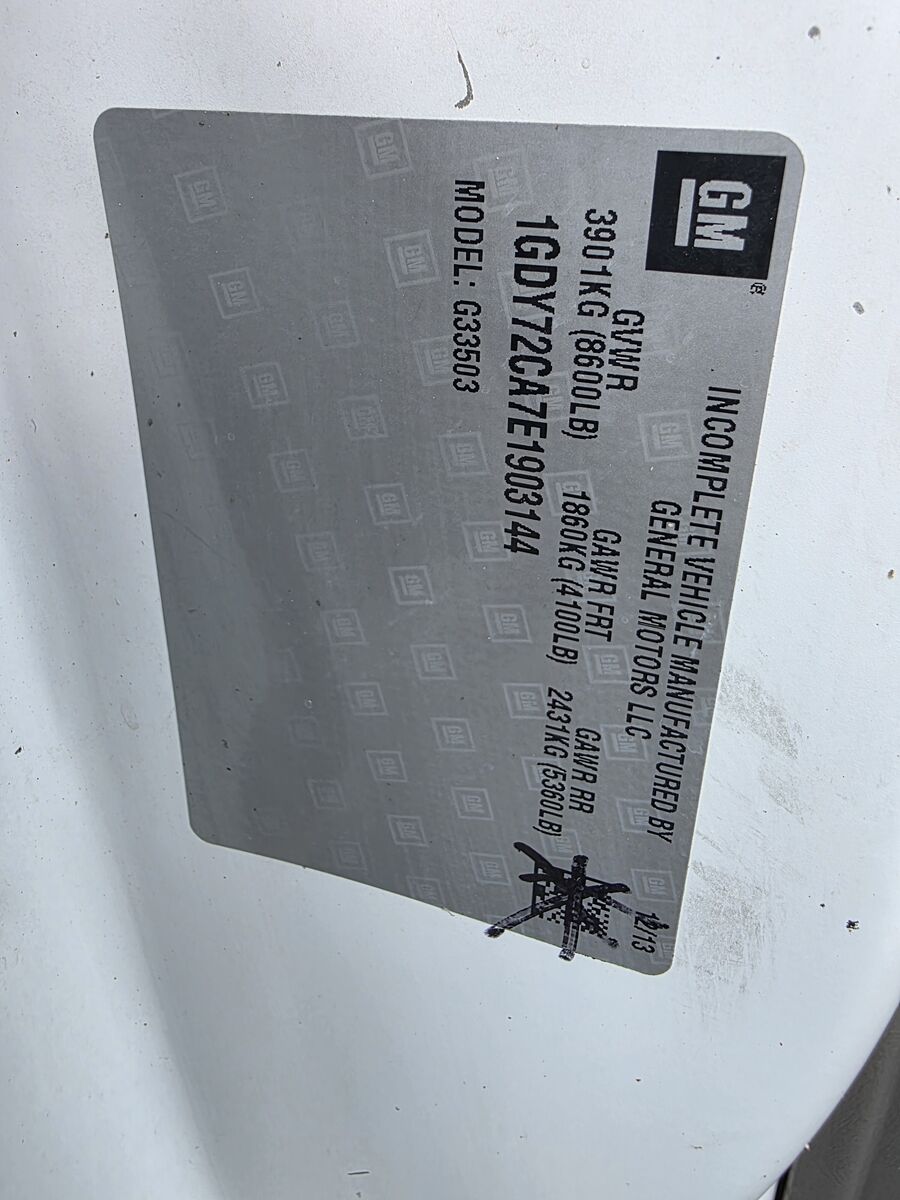 GM
INCOMPLETE VEHICLE MANUFACTURED BY
GENERAL MOTORS LLC
12/13
GVWR GAWR FRT GAWR RR
3901KG (8600LB) 1860KG (4100LB) 2431KG (5360LB)
1GDY72CA7E1903144
MODEL: G33503